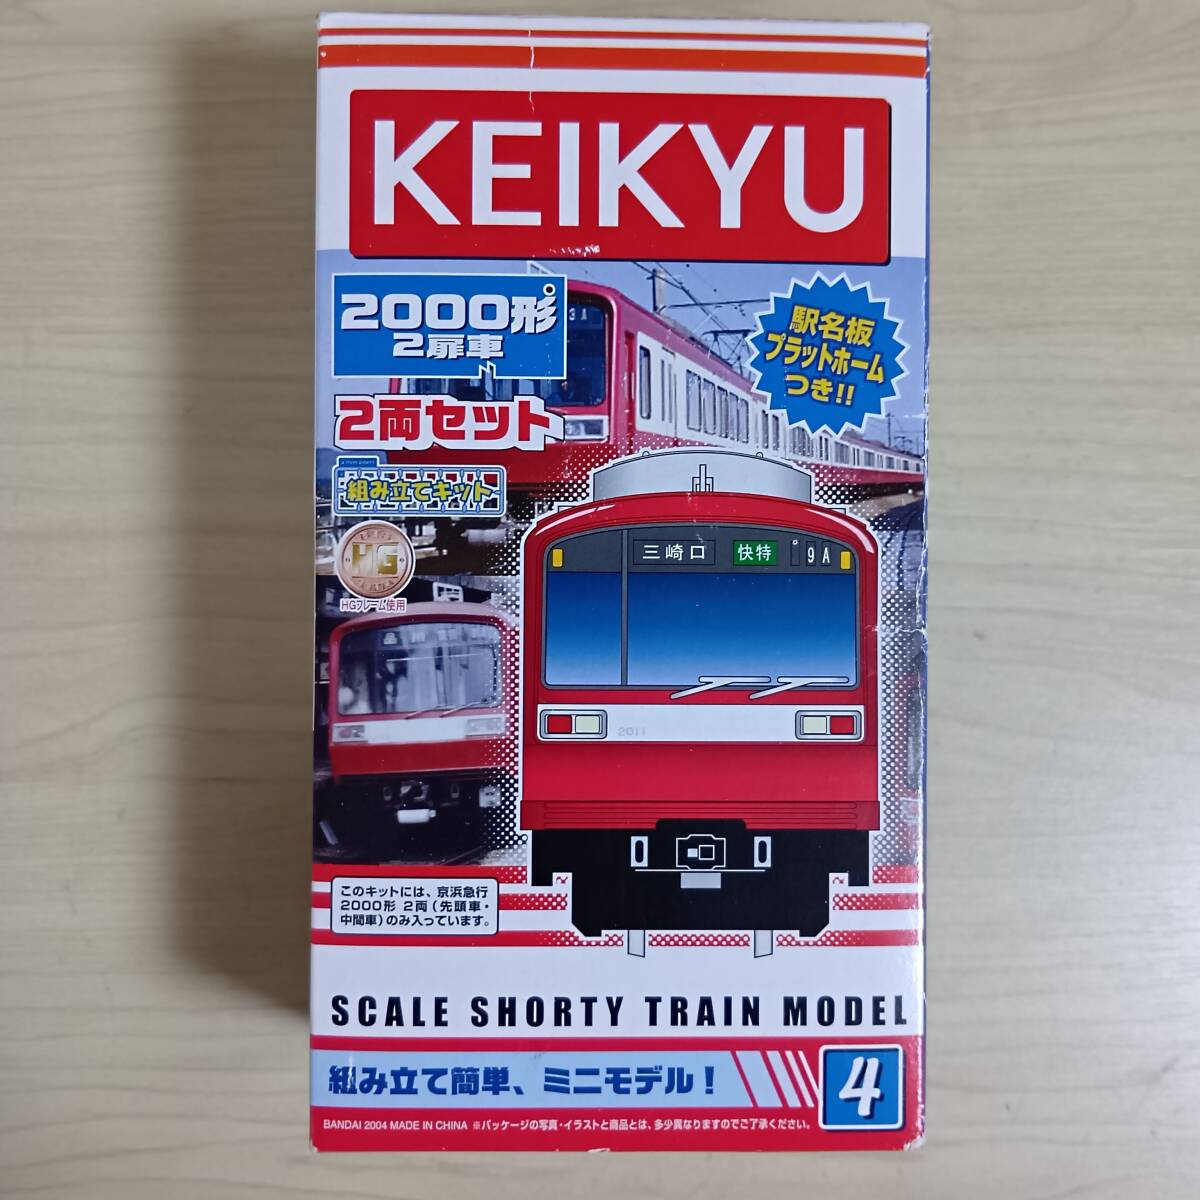 KEIKYU
2000形
2扉車
駅名板
プラットホーム
つき!!
2両セット
組み立てキット
HG
HGフレーム使用
三崎口 快特 9A
2011
このキットには、京浜急行
2000形 2両(先頭車・
中間車)のみ入っています。
SCALE SHORTY TRAIN MODEL
組み立て簡単、ミニモデル!
4
BANDAI 2004 MADE IN CHINA ※パッケージの写真・イラストと商品とは、多少異なりますのでご了承ください。